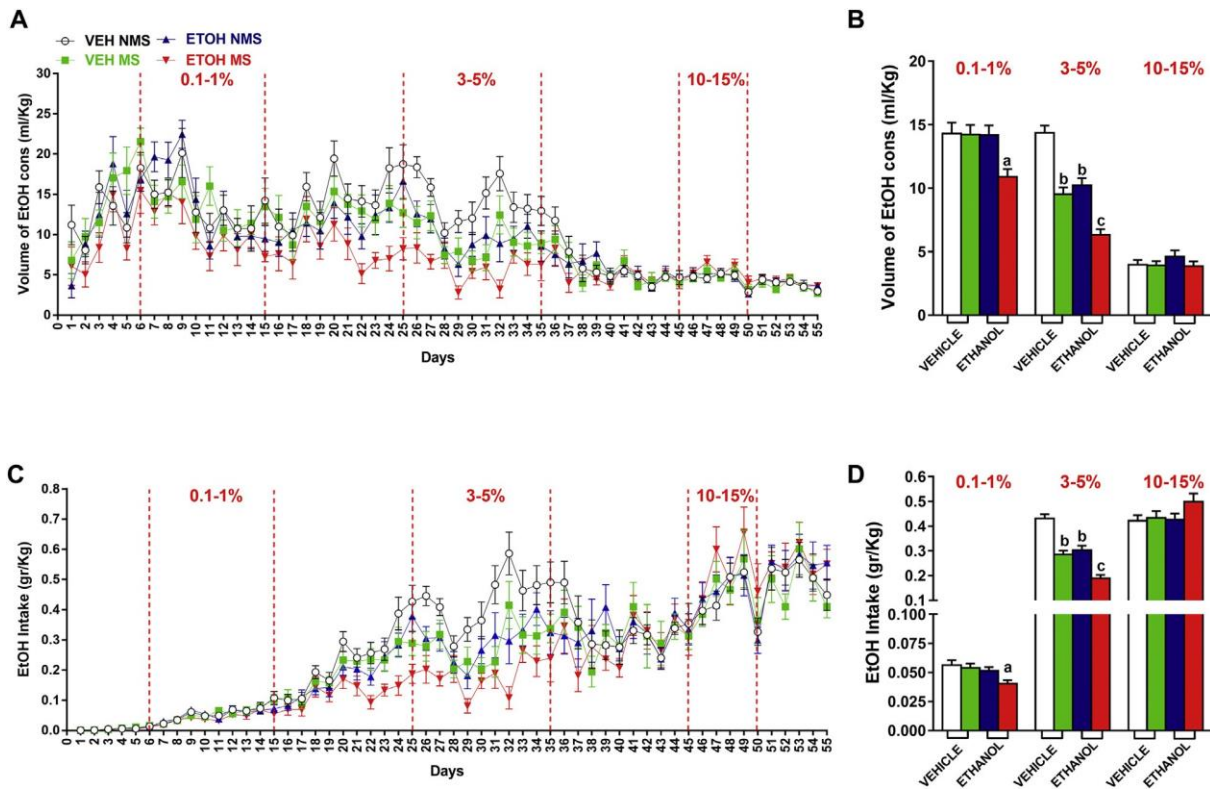 A
VEH NMS ETOH NMS
VEH MS ETOH MS
Volume of EtOH cons (ml/Kg)
30
25
20
15
10
5
0
0.1-1% 3-5% 10-15%
0 1 2 3 4 5 6 7 8 9 10 11 12 13 14 15 16 17 18 19 20 21 22 23 24 25 26 27 28 29 30 31 32 33 34 35 36 37 38 39 40 41 42 43 44 45 46 47 48 49 50 51 52 53 54 55
Days
B
0.1-1% 3-5% 10-15%
Volume of EtOH cons (ml/Kg)
20
15
10
5
0
a
b b
c
VEHICLE ETHANOL VEHICLE ETHANOL VEHICLE ETHANOL
C
EtOH Intake (gr/Kg)
0.8
0.7
0.6
0.5
0.4
0.3
0.2
0.1
0.0
0.1-1% 3-5% 10-15%
0 1 2 3 4 5 6 7 8 9 10 11 12 13 14 15 16 17 18 19 20 21 22 23 24 25 26 27 28 29 30 31 32 33 34 35 36 37 38 39 40 41 42 43 44 45 46 47 48 49 50 51 52 53 54 55
Days
D
0.1-1% 3-5% 10-15%
EtOH Intake (gr/Kg)
0.6
0.5
0.4
0.3
0.2
0.1
0.100
0.075
0.050
0.025
0.000
b b
c
a
VEHICLE ETHANOL VEHICLE ETHANOL VEHICLE ETHANOL